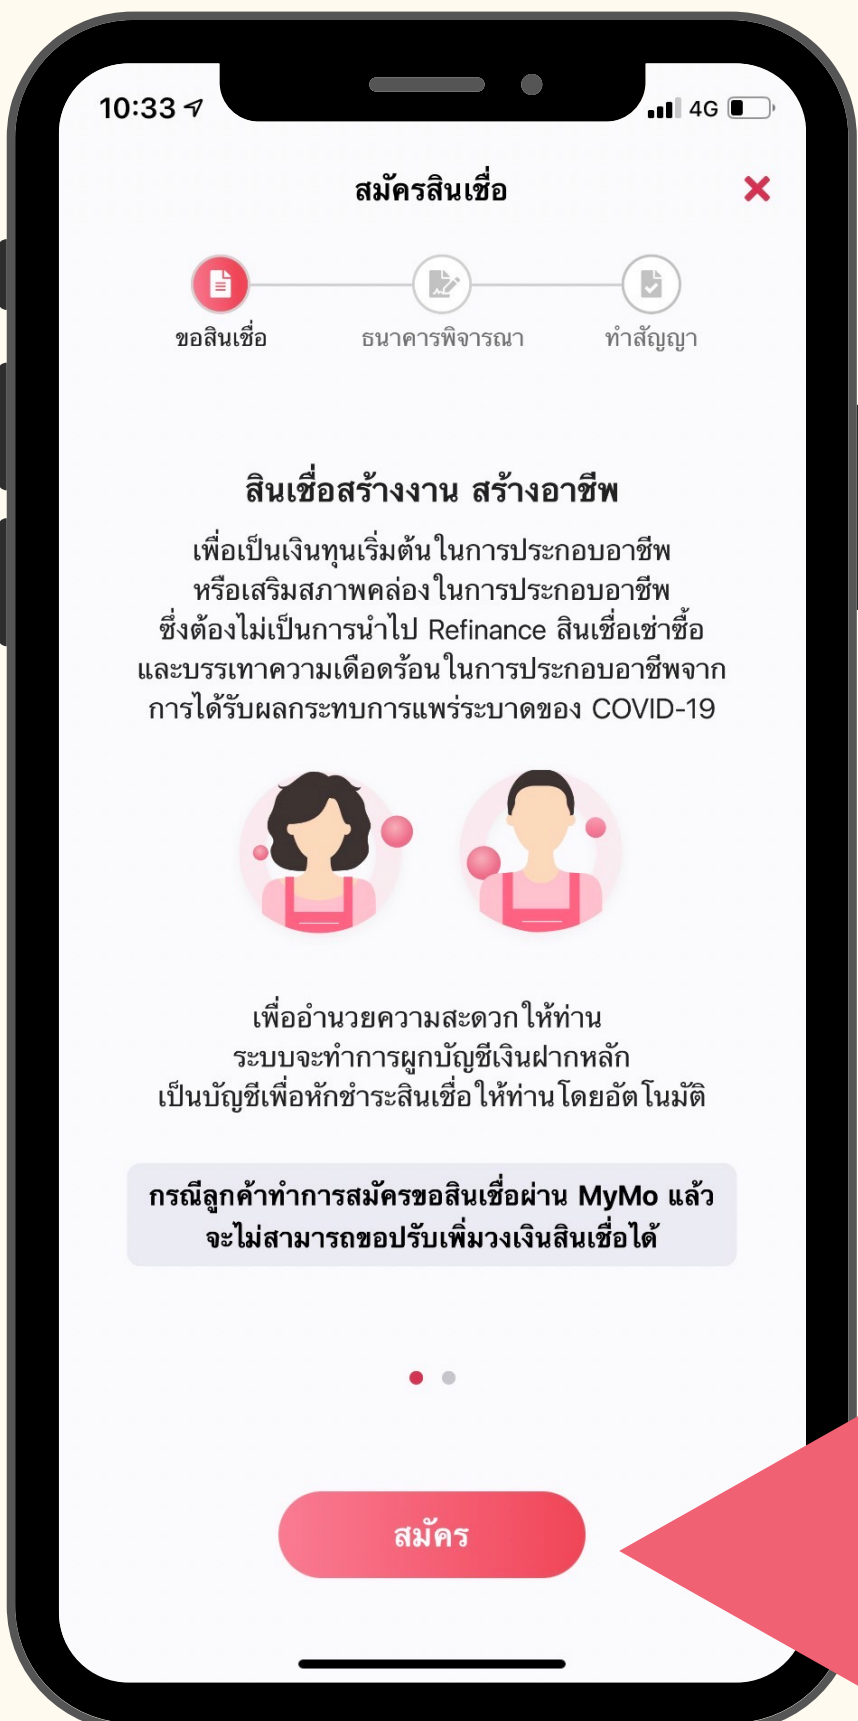 10:33
4G
สมัครสินเชื่อ
ขอสินเชื่อ
ธนาคารพิจารณา
ทำสัญญา
สินเชื่อสร้างงาน สร้างอาชีพ
เพื่อเป็นเงินทุนเริ่มต้นในการประกอบอาชีพ
หรือเสริมสภาพคล่องในการประกอบอาชีพ
ซึ่งต้องไม่เป็นการนำไป Refinance สินเชื่อเช่าซื้อ
และบรรเทาความเดือดร้อนในการประกอบอาชีพจาก
การได้รับผลกระทบการแพร่ระบาดของ COVID-19
เพื่ออำนวยความสะดวกให้ท่าน
ระบบจะทำการผูกบัญชีเงินฝากหลัก
เป็นบัญชีเพื่อหักชำระสินเชื่อให้ท่านโดยอัตโนมัติ
กรณีลูกค้าทำการสมัครขอสินเชื่อผ่าน MyMo แล้ว
จะไม่สามารถขอปรับเพิ่มวงเงินสินเชื่อได้
สมัคร